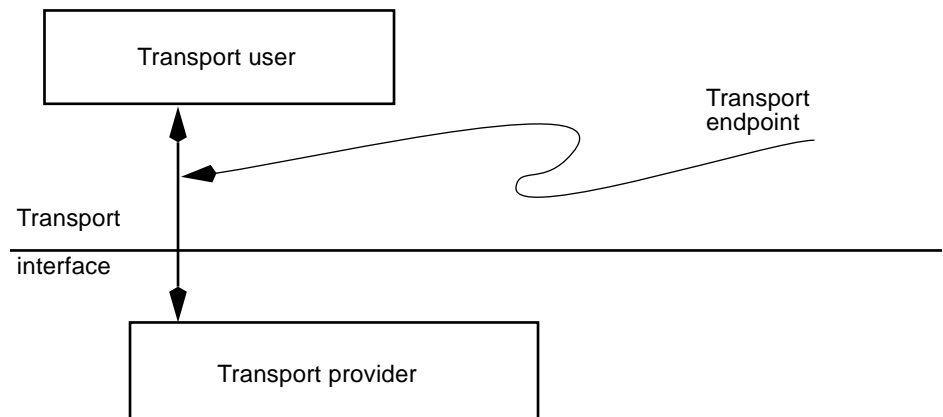 Transport user
Transport
endpoint
Transport
interface
Transport provider